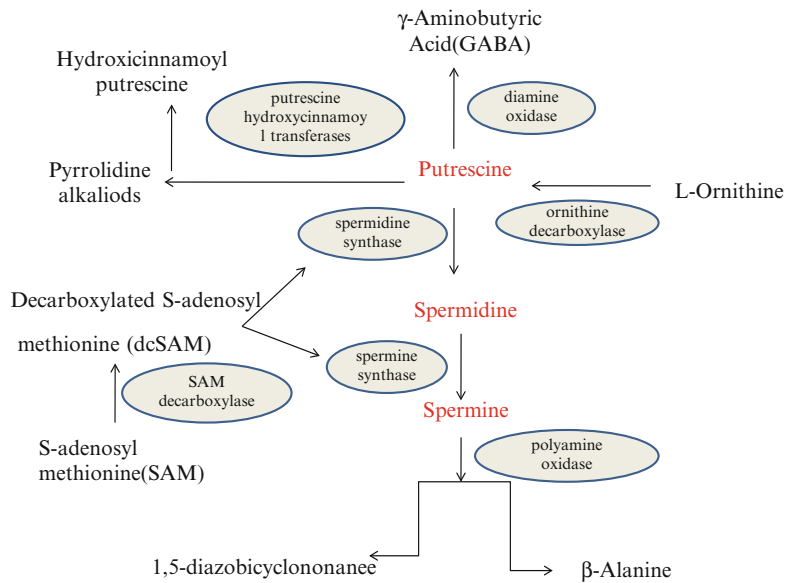 γ-Aminobutyric
Acid(GABA)
Hydroxicinnamoyl
putrescine
putrescine
hydroxycinnamoy
l transferases
diamine
oxidase
Pyrrolidine
alkaliods
Putrescine
L-Ornithine
spermidine
synthase
ornithine
decarboxylase
Decarboxylated S-adenosyl
methionine (dcSAM)
Spermidine
spermine
synthase
SAM
decarboxylase
Spermine
S-adenosyl
methionine(SAM)
polyamine
oxidase
1,5-diazobicyclononanee
β-Alanine